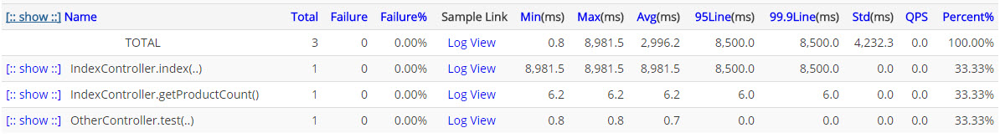 [:: show ::] Name Total Failure Failure% Sample Link Min(ms) Max(ms) Avg(ms) 95Line(ms) 99.9Line(ms) Std(ms) QPS Percent%
TOTAL 3 0 0.00% Log View 0.8 8,981.5 2,996.2 8,500.0 8,500.0 4,232.3 0.0 100.00%
[:: show ::] IndexController.index(..) 1 0 0.00% Log View 8,981.5 8,981.5 8,981.5 8,500.0 8,500.0 0.0 0.0 33.33%
[:: show ::] IndexController.getProductCount() 1 0 0.00% Log View 6.2 6.2 6.2 6.0 6.0 0.0 0.0 33.33%
[:: show ::] OtherController.test(..) 1 0 0.00% Log View 0.8 0.8 0.7 0.0 0.0 0.0 0.0 33.33%